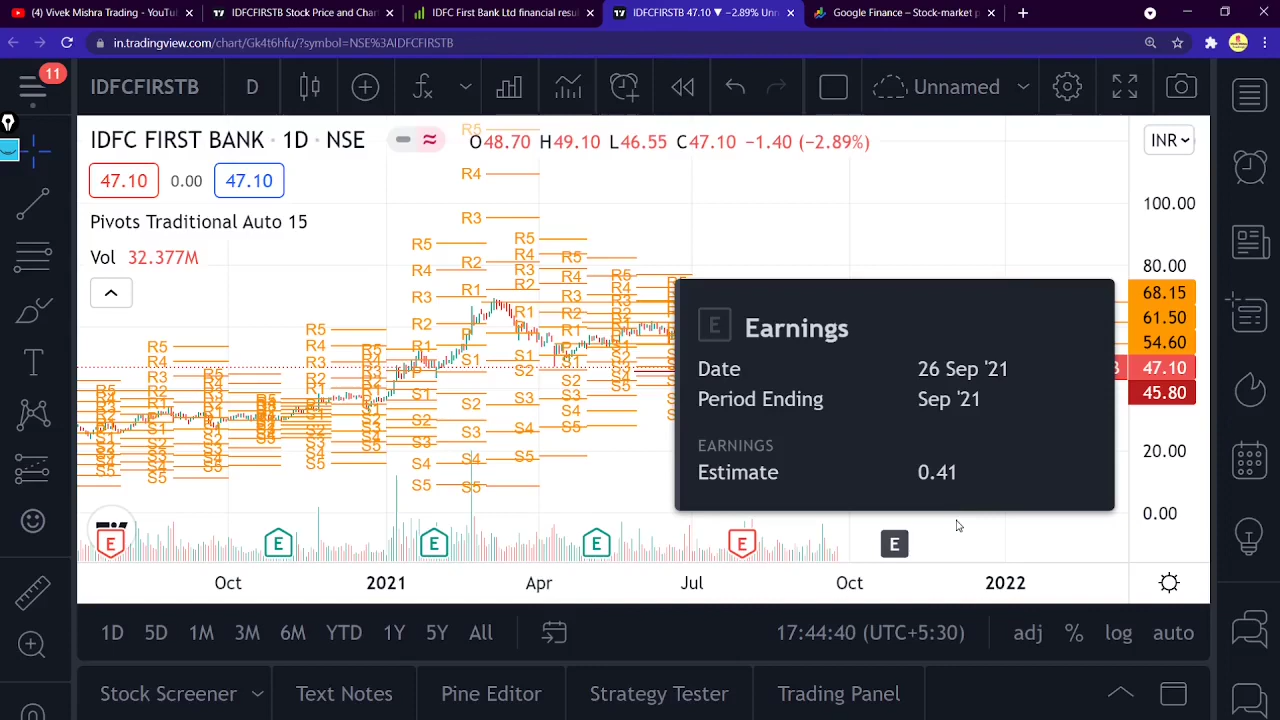 (4) Vivek Mishra Trading - YouTu
IDFCFIRSTB Stock Price and Char
IDFC First Bank Ltd financial resul
IDFCFIRSTB 47.10 ▼ −2.89% Unn
Google Finance – Stock-market p
in.tradingview.com/chart/Gk4t6hfu/?symbol=NSE%3AIDFCFIRSTB
11
IDFCFIRSTB
D
Unnamed
IDFC FIRST BANK · 1D · NSE
O48.70 H49.10 L46.55 C47.10 −1.40 (−2.89%)
INR
47.10
0.00
47.10
Pivots Traditional Auto 15
Vol 32.377M
100.00
80.00
68.15
61.50
54.60
47.10
45.80
20.00
0.00
R5
R4
R3
R2
R1
P
S1
S2
S3
S4
S5
E Earnings
Date 26 Sep '21
Period Ending Sep '21
EARNINGS
Estimate 0.41
E
E
E
E
E
E
Oct
2021
Apr
Jul
Oct
2022
1D
5D
1M
3M
6M
YTD
1Y
5Y
All
17:44:40 (UTC+5:30)
adj
%
log
auto
Stock Screener
Text Notes
Pine Editor
Strategy Tester
Trading Panel